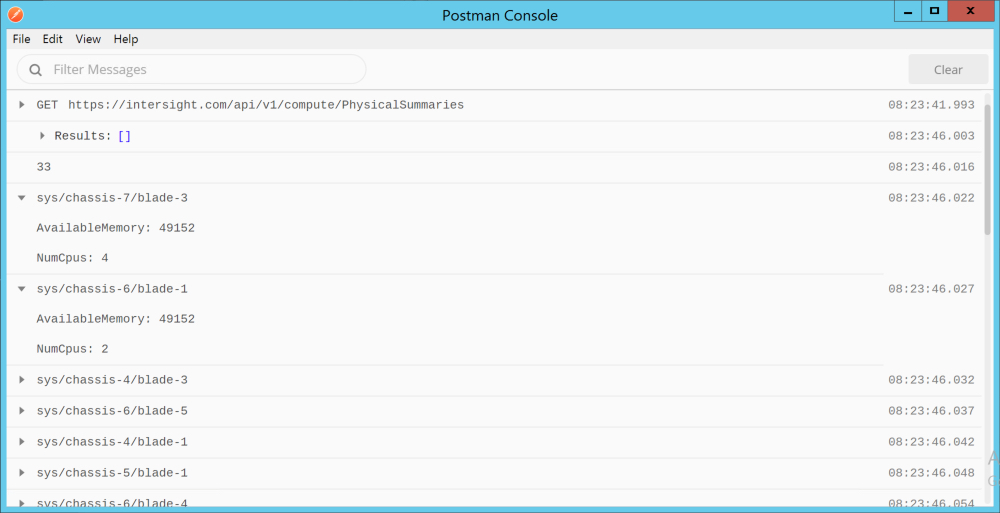 Postman Console
File Edit View Help
Filter Messages
Clear
GET https://intersight.com/api/v1/compute/PhysicalSummaries 08:23:41.993
Results: [] 08:23:46.003
33 08:23:46.016
sys/chassis-7/blade-3 08:23:46.022
AvailableMemory: 49152
NumCpus: 4
sys/chassis-6/blade-1 08:23:46.027
AvailableMemory: 49152
NumCpus: 2
sys/chassis-4/blade-3 08:23:46.032
sys/chassis-6/blade-5 08:23:46.037
sys/chassis-4/blade-1 08:23:46.042
sys/chassis-5/blade-1 08:23:46.048
sys/chassis-6/blade-4 08:23:46.054